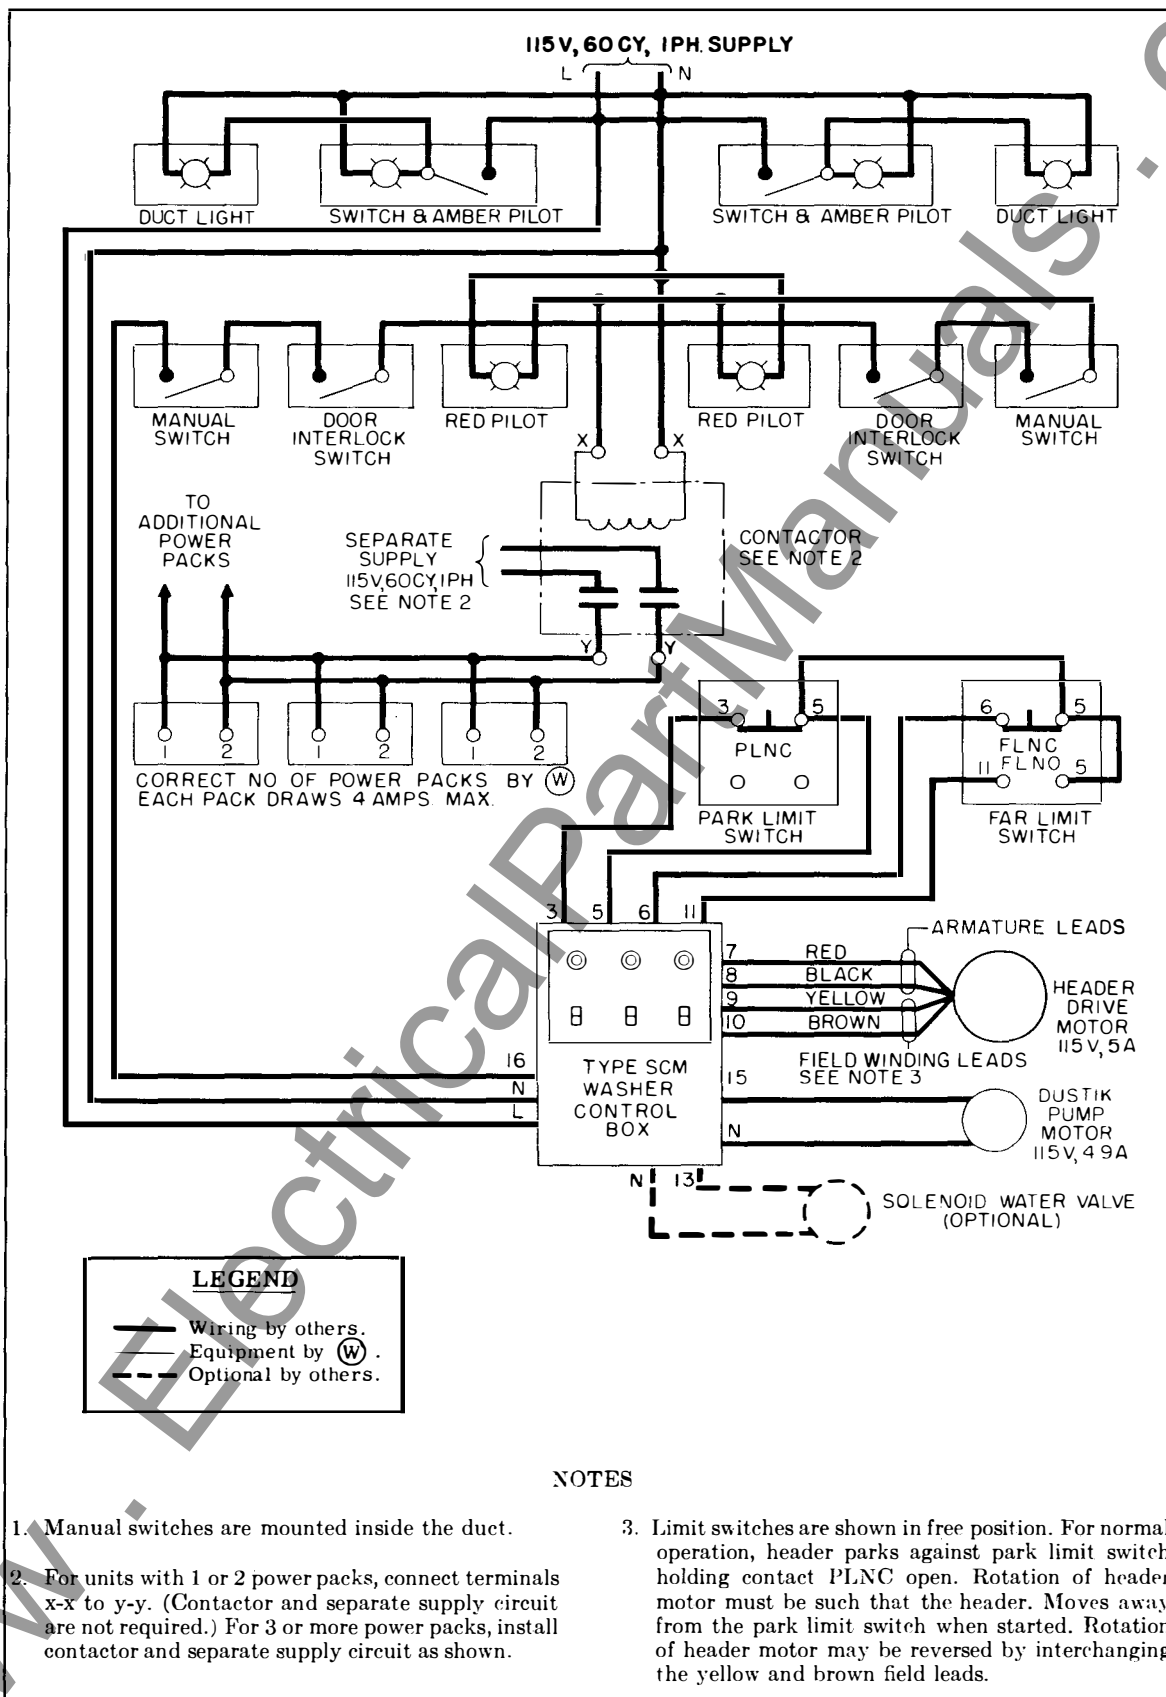 115 V, 60 CY, 1PH. SUPPLY
L N
DUCT LIGHT
SWITCH & AMBER PILOT
SWITCH & AMBER PILOT
DUCT LIGHT
MANUAL
SWITCH
DOOR
INTERLOCK
SWITCH
RED PILOT
RED PILOT
DOOR
INTERLOCK
SWITCH
MANUAL
SWITCH
X X
TO
ADDITIONAL
POWER
PACKS
SEPARATE
SUPPLY
115V,60CY,1PH
SEE NOTE 2
CONTACTOR
SEE NOTE 2
Y Y
1 2 1 2 1 2
CORRECT NO OF POWER PACKS BY W
EACH PACK DRAWS 4 AMPS. MAX.
3 5
PLNC
PARK LIMIT
SWITCH
6 5
FLNC
FLNO
11 5
FAR LIMIT
SWITCH
3 5 6 11
7 RED
8 BLACK
9 YELLOW
10 BROWN
ARMATURE LEADS
HEADER
DRIVE
MOTOR
115V, 5A
FIELD WINDING LEADS
SEE NOTE 3
16
N
L
TYPE SCM
WASHER
CONTROL
BOX
15
N
DUSTIK
PUMP
MOTOR
115V, 4 9A
N 13
SOLENOID WATER VALVE
(OPTIONAL)
LEGEND
Wiring by others.
Equipment by W .
Optional by others.
NOTES
1. Manual switches are mounted inside the duct.
2. For units with 1 or 2 power packs, connect terminals
x-x to y-y. (Contactor and separate supply circuit
are not required.) For 3 or more power packs, install
contactor and separate supply circuit as shown.
3. Limit switches are shown in free position. For normal
operation, header parks against park limit switch
holding contact PLNC open. Rotation of header
motor must be such that the header. Moves away
from the park limit switch when started. Rotation
of header motor may be reversed by interchanging
the yellow and brown field leads.
w . ElectricalPartManuals .